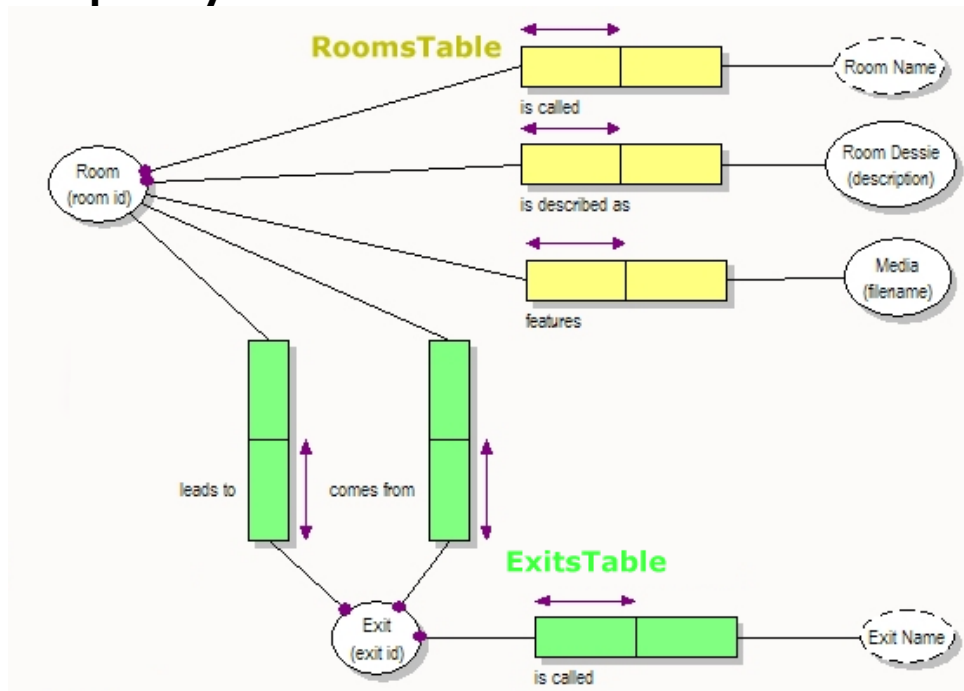 RoomsTable
Room Name
is called
Room
(room id)
Room Dessie
(description)
is described as
Media
(filename)
features
leads to
comes from
ExitsTable
Exit
(exit id)
Exit Name
is called